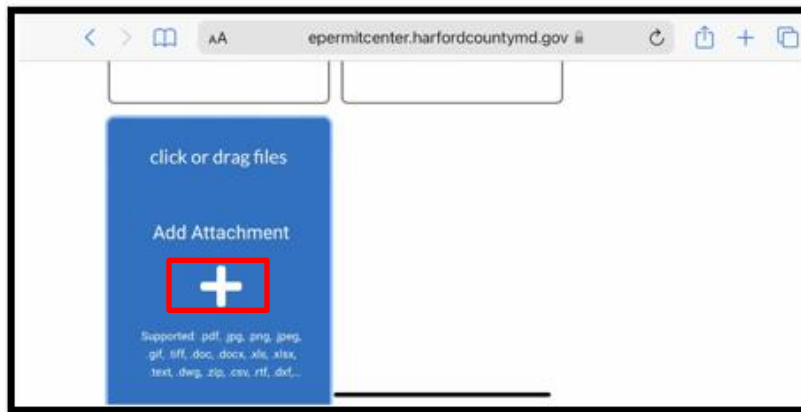 AA epermitcenter.harfordcountymd.gov
click or drag files
Add Attachment
Supported: pdf, jpg, png, jpeg,
.gif, tiff, .doc, .docx, .xls, .xlsx,
.text, .dwg, .zip, .csv, .rtf, .dxf,...